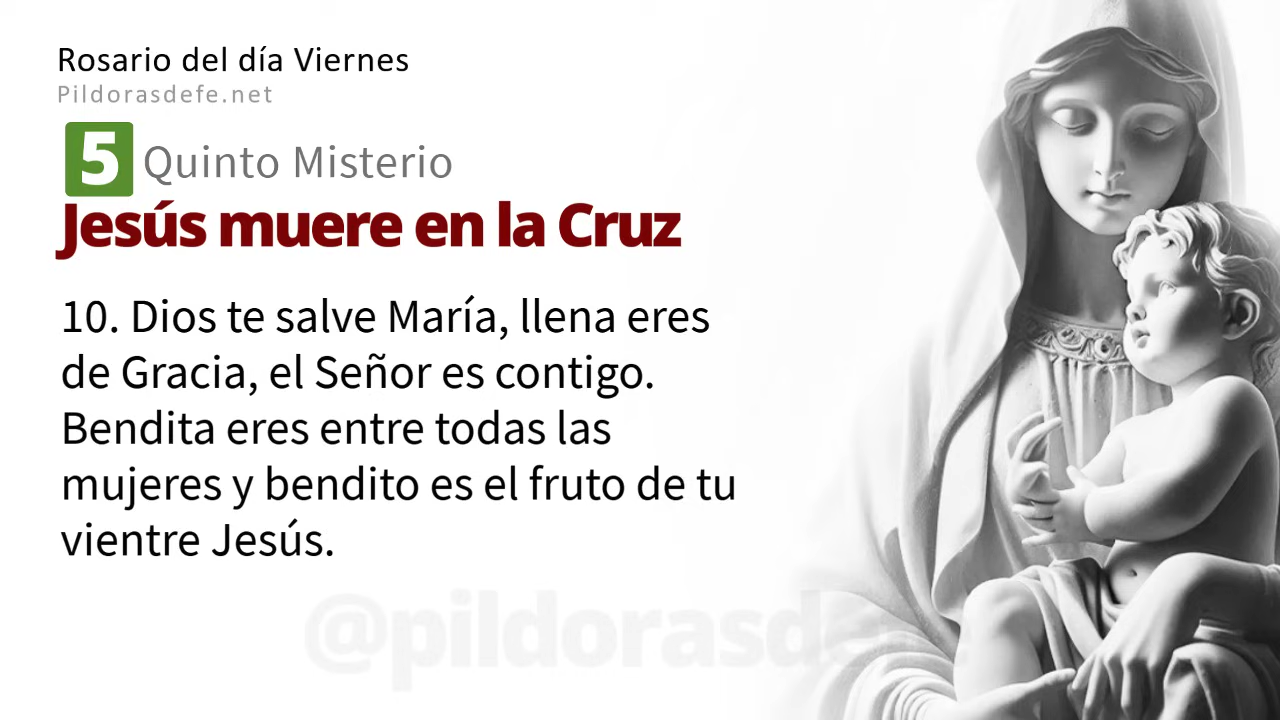 Rosario del día Viernes
Pildorasdefe.net
5 Quinto Misterio
Jesús muere en la Cruz
10. Dios te salve María, llena eres
de Gracia, el Señor es contigo.
Bendita eres entre todas las
mujeres y bendito es el fruto de tu
vientre Jesús.
@pildorasdefe